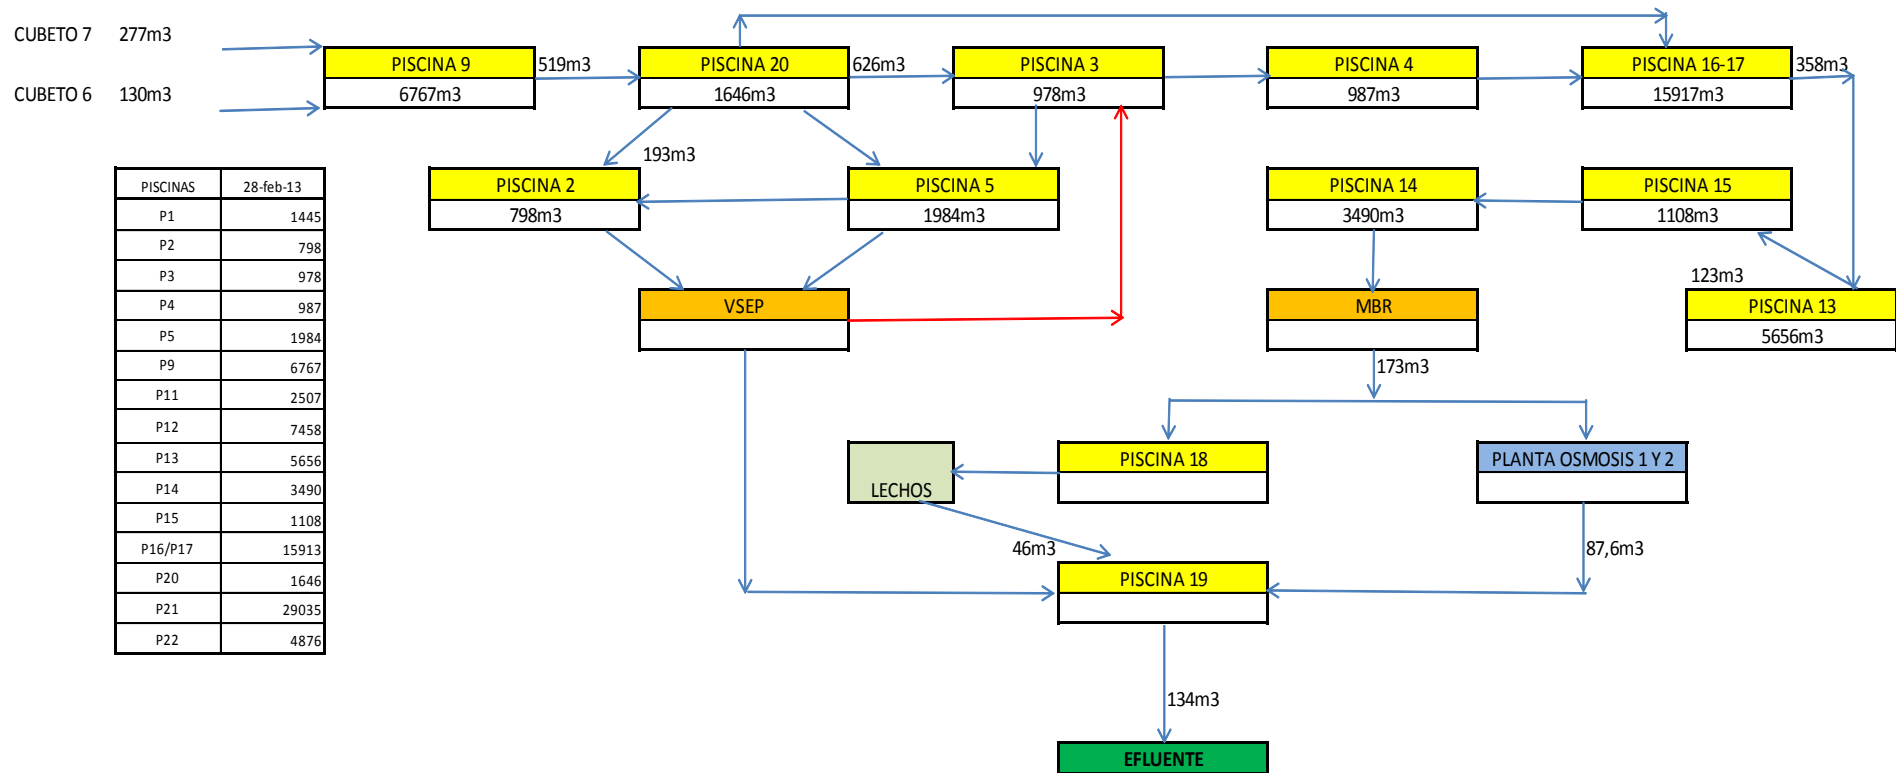 CUBETO 7 277m3
CUBETO 6 130m3
PISCINA 9
6767m3
519m3
PISCINA 20
1646m3
626m3
PISCINA 3
978m3
PISCINA 4
987m3
PISCINA 16-17
15917m3
358m3
193m3
PISCINA 2
798m3
PISCINA 5
1984m3
PISCINA 14
3490m3
PISCINA 15
1108m3
123m3
PISCINA 13
5656m3
VSEP
MBR
173m3
PISCINAS 28-feb-13
P1 1445
P2 798
P3 978
P4 987
P5 1984
P9 6767
P11 2507
P12 7458
P13 5656
P14 3490
P15 1108
P16/P17 15913
P20 1646
P21 29035
P22 4876
LECHOS
PISCINA 18
PLANTA OSMOSIS 1 Y 2
46m3
87,6m3
PISCINA 19
134m3
EFLUENTE